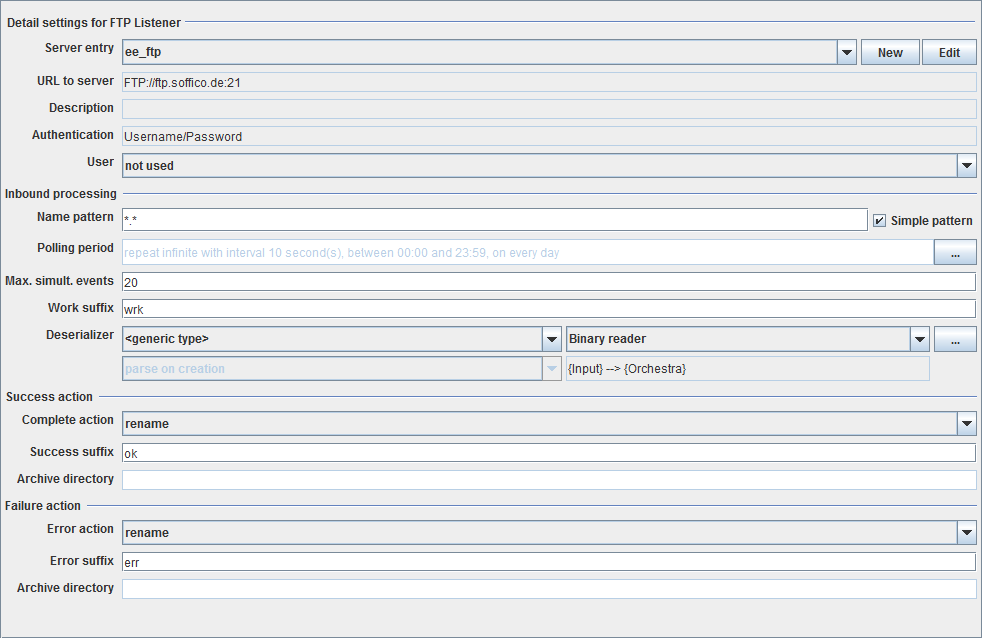 Detail settings for FTP Listener
Server entry ee_ftp New Edit
URL to server FTP://ftp.soffico.de:21
Description
Authentication Username/Password
User not used
Inbound processing
Name pattern *.* Simple pattern
Polling period repeat infinite with interval 10 second(s), between 00:00 and 23:59, on every day ...
Max. simult. events 20
Work suffix wrk
Deserializer <generic type> Binary reader ...
parse on creation {Input} --> {Orchestra}
Success action
Complete action rename
Success suffix ok
Archive directory
Failure action
Error action rename
Error suffix err
Archive directory